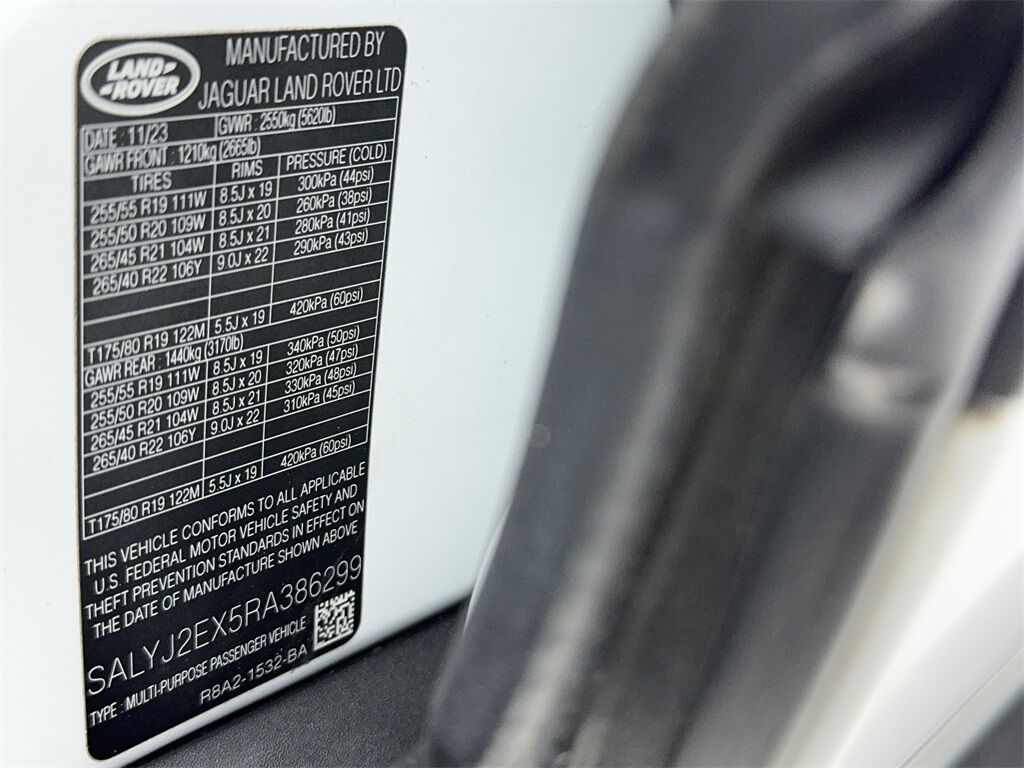 LAND
ROVER
MANUFACTURED BY
JAGUAR LAND ROVER LTD
DATE : 11/23 GVWR : 2550kg (5620lb)
GAWR FRONT : 1210kg (2665lb)
TIRES RIMS PRESSURE (COLD)
255/55 R19 111W 8.5J x 19 300kPa (44psi)
255/50 R20 109W 8.5J x 20 260kPa (38psi)
265/45 R21 104W 8.5J x 21 280kPa (41psi)
265/40 R22 106Y 9.0J x 22 290kPa (43psi)
T175/80 R19 122M 5.5J x 19 420kPa (60psi)
GAWR REAR : 1440kg (3170lb)
255/55 R19 111W 8.5J x 19 340kPa (50psi)
255/50 R20 109W 8.5J x 20 320kPa (47psi)
265/45 R21 104W 8.5J x 21 330kPa (48psi)
265/40 R22 106Y 9.0J x 22 310kPa (45psi)
T175/80 R19 122M 5.5J x 19 420kPa (60psi)
THIS VEHICLE CONFORMS TO ALL APPLICABLE
U.S. FEDERAL MOTOR VEHICLE SAFETY AND
THEFT PREVENTION STANDARDS IN EFFECT ON
THE DATE OF MANUFACTURE SHOWN ABOVE
SALYJ2EX5RA386299
TYPE : MULTI-PURPOSE PASSENGER VEHICLE
R8A2-1532-BA